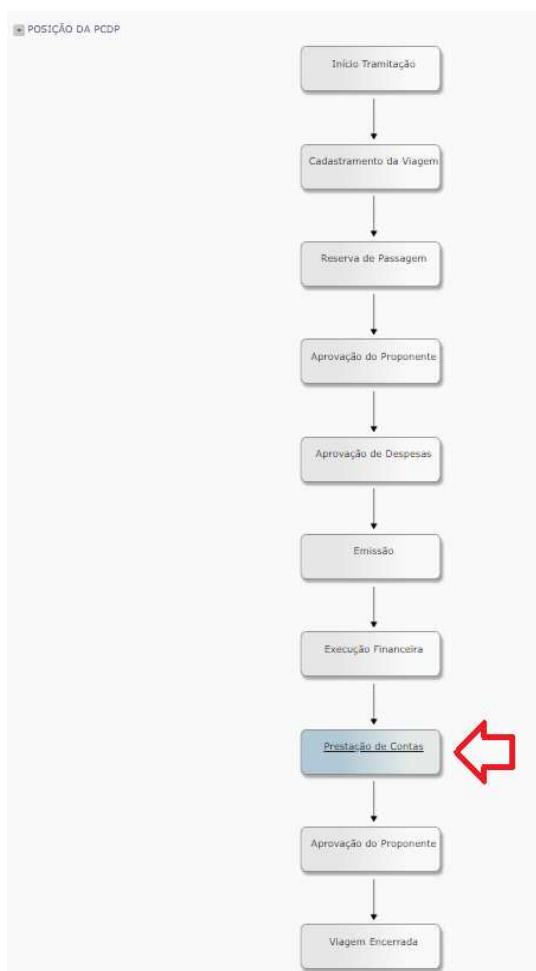 POSIÇÃO DA PCDP
Início Tramitação
Cadastramento da Viagem
Reserva de Passagem
Aprovação do Proponente
Aprovação de Despesas
Emissão
Execução Financeira
Prestação de Contas
Aprovação do Proponente
Viagem Encerrada